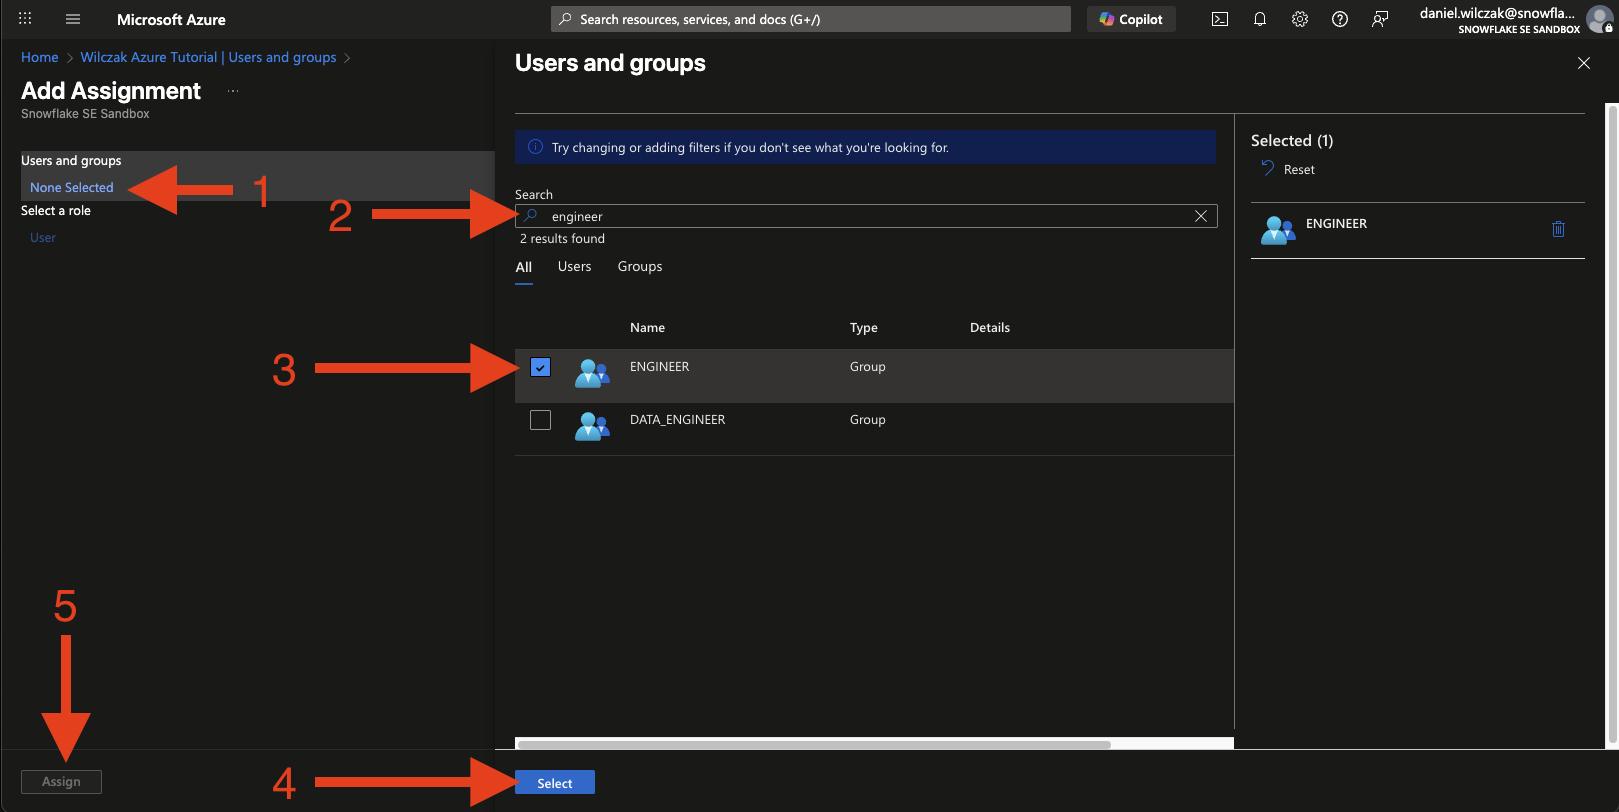 Microsoft Azure
Search resources, services, and docs (G+/)
Copilot
daniel.wilczak@snowfla...
SNOWFLAKE SE SANDBOX
Home > Wilczak Azure Tutorial | Users and groups >
Add Assignment ...
Snowflake SE Sandbox
Users and groups
None Selected
1
Select a role
User
5
Assign
Users and groups
Try changing or adding filters if you don't see what you're looking for.
Search
2
engineer
2 results found
All Users Groups
Name Type Details
3
ENGINEER Group
DATA_ENGINEER Group
4
Select
Selected (1)
Reset
ENGINEER